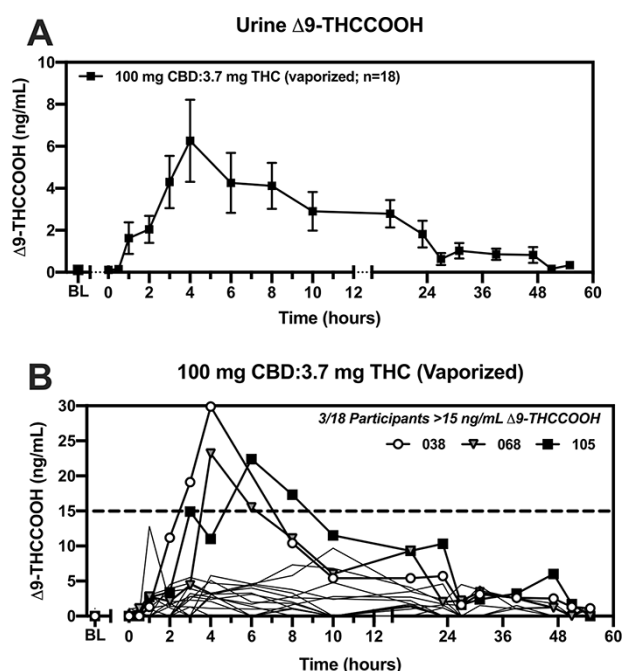 A
Urine Δ9-THCCOOH
100 mg CBD:3.7 mg THC (vaporized; n=18)
Δ9-THCCOOH (ng/mL)
10
8
6
4
2
0
BL
0 2 4 6 8 10 12 24 36 48 60
Time (hours)
B
100 mg CBD:3.7 mg THC (Vaporized)
3/18 Participants >15 ng/mL Δ9-THCCOOH
038 068 105
Δ9-THCCOOH (ng/mL)
30
25
20
15
10
5
0
BL
0 2 4 6 8 10 12 24 36 48 60
Time (hours)